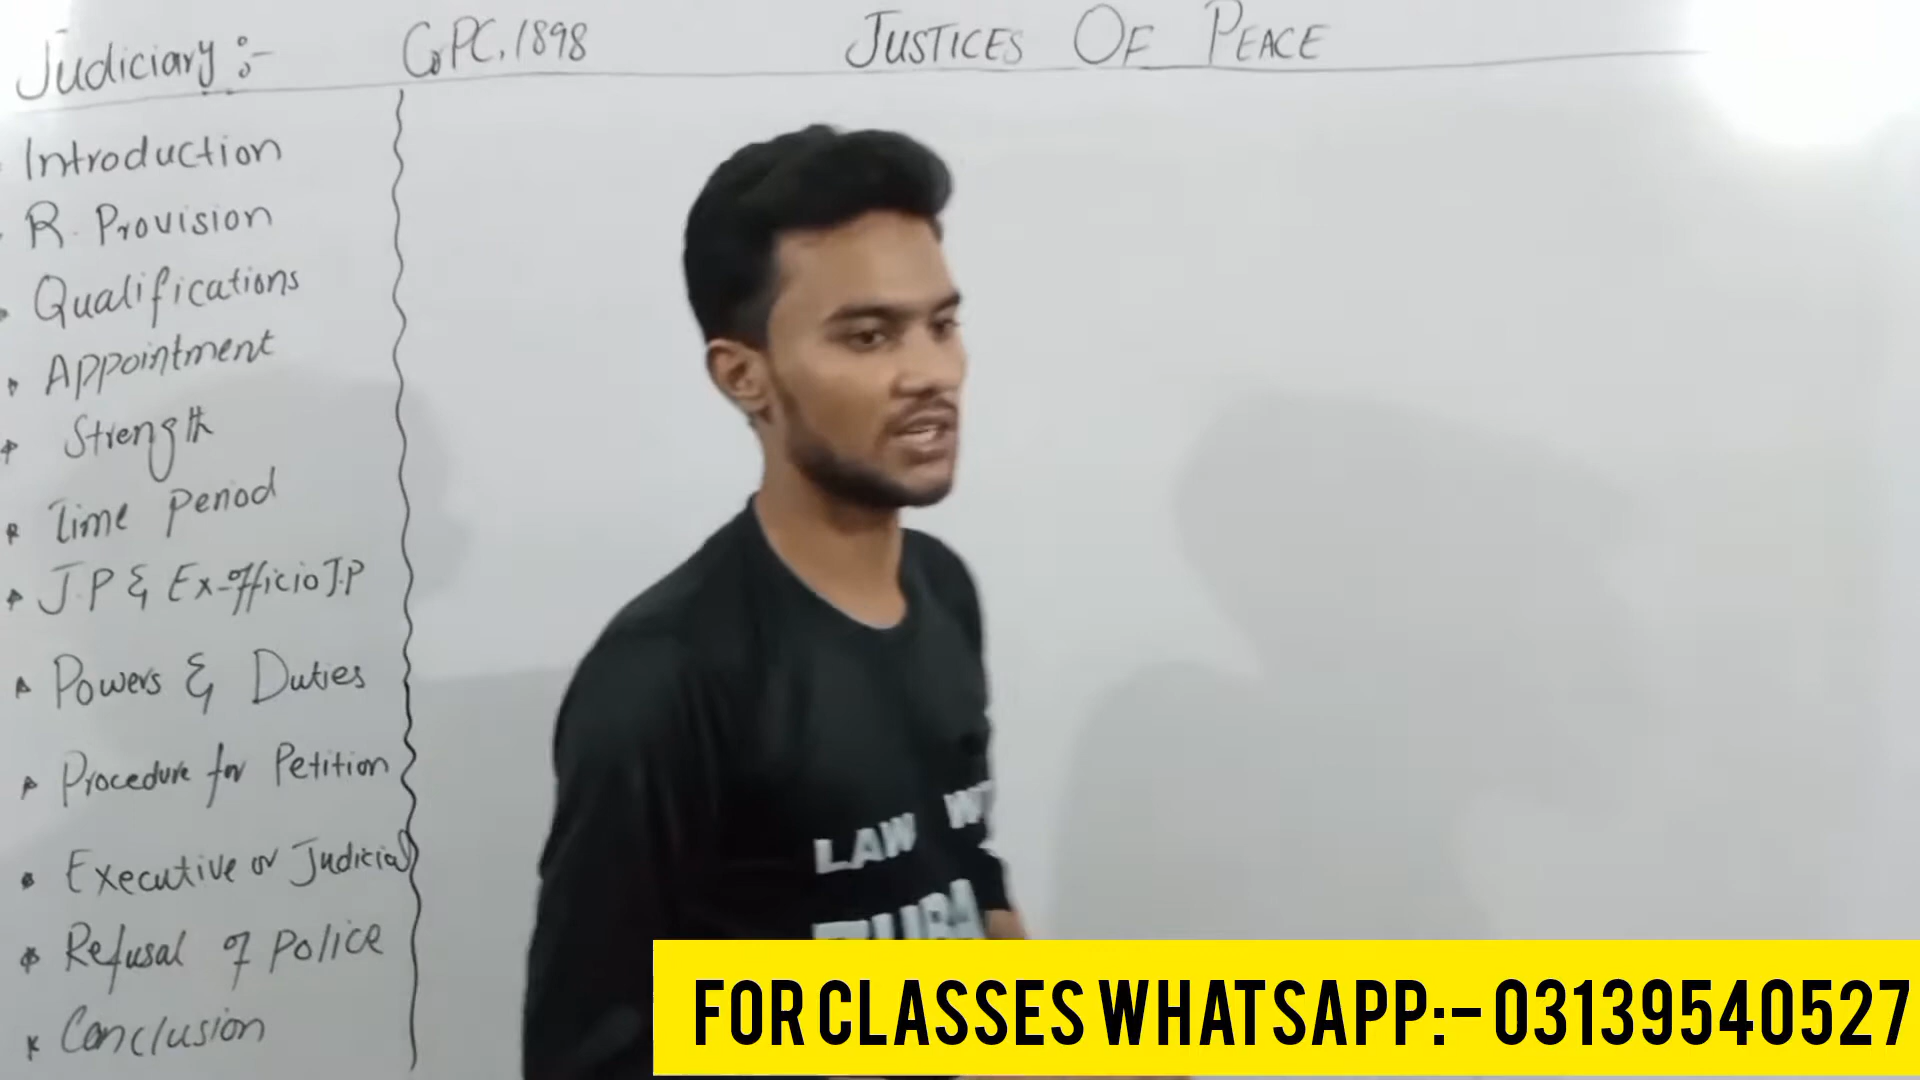 Judiciary :- CrPC, 1898 JUSTICES OF PEACE
Introduction
R. Provision
Qualifications
Appointment
Strength
Time Period
J.P & Ex-officio J.P
Powers & Duties
Procedure for Petition
Executive or Judicial
Refusal of Police
Conclusion
LAW
FOR CLASSES WHATSAPP:- 03139540527